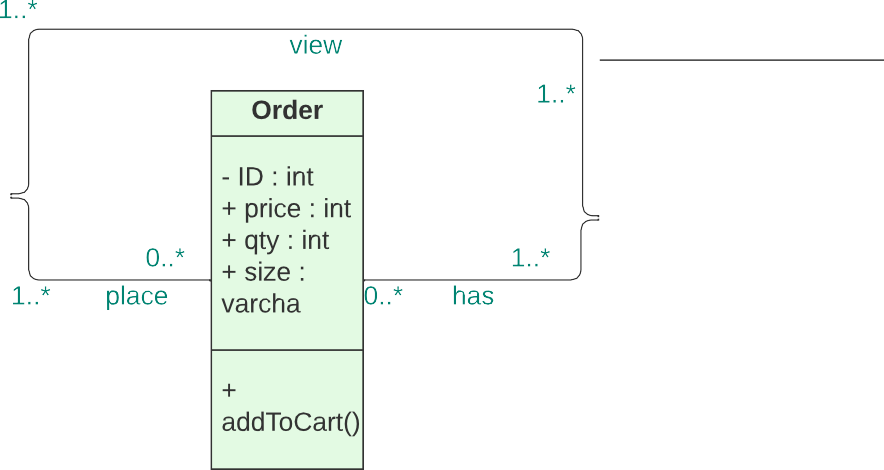 1..*
view
1..*
Order
- ID : int
+ price : int
+ qty : int
+ size :
varcha
0..*
1..*
1..*
place
0..*
has
+
addToCart()